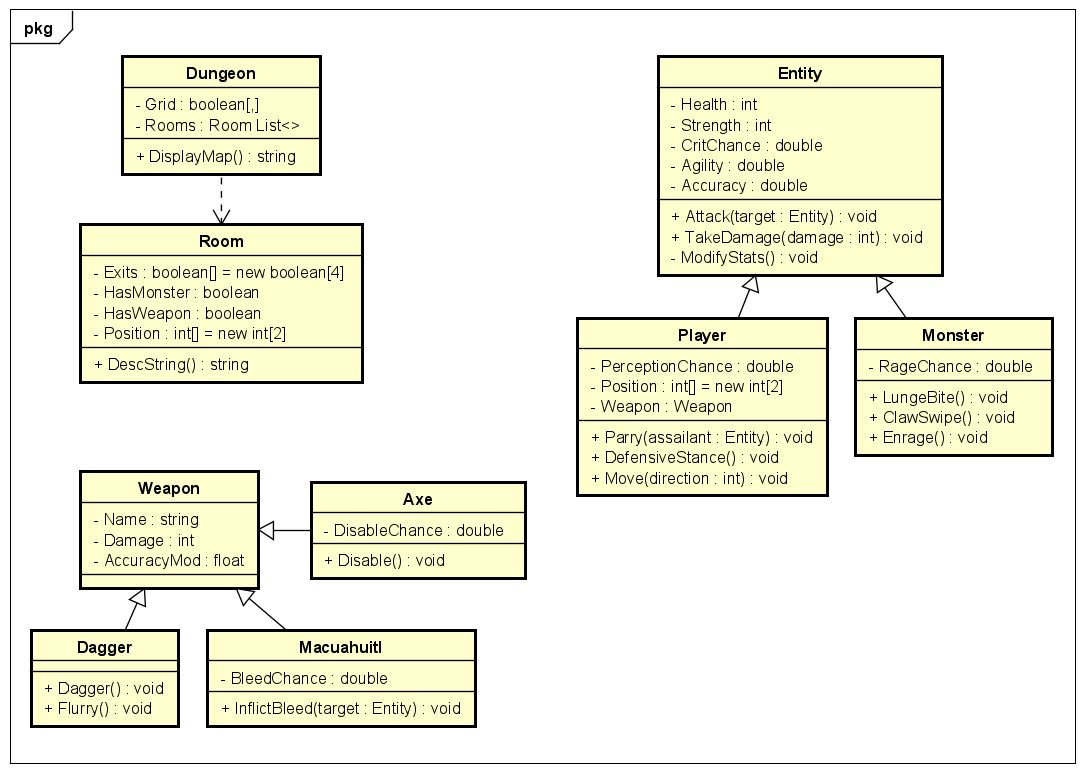 pkg
Dungeon
- Grid : boolean[,]
- Rooms : Room List<>
+ DisplayMap() : string
Room
- Exits : boolean[] = new boolean[4]
- HasMonster : boolean
- HasWeapon : boolean
- Position : int[] = new int[2]
+ DescString() : string
Entity
- Health : int
- Strength : int
- CritChance : double
- Agility : double
- Accuracy : double
+ Attack(target : Entity) : void
+ TakeDamage(damage : int) : void
- ModifyStats() : void
Player
- PerceptionChance : double
- Position : int[] = new int[2]
- Weapon : Weapon
+ Parry(assailant : Entity) : void
+ DefensiveStance() : void
+ Move(direction : int) : void
Monster
- RageChance : double
+ LungeBite() : void
+ ClawSwipe() : void
+ Enrage() : void
Weapon
- Name : string
- Damage : int
- AccuracyMod : float
Axe
- DisableChance : double
+ Disable() : void
Dagger
+ Dagger() : void
+ Flurry() : void
Macuahuitl
- BleedChance : double
+ InflictBleed(target : Entity) : void